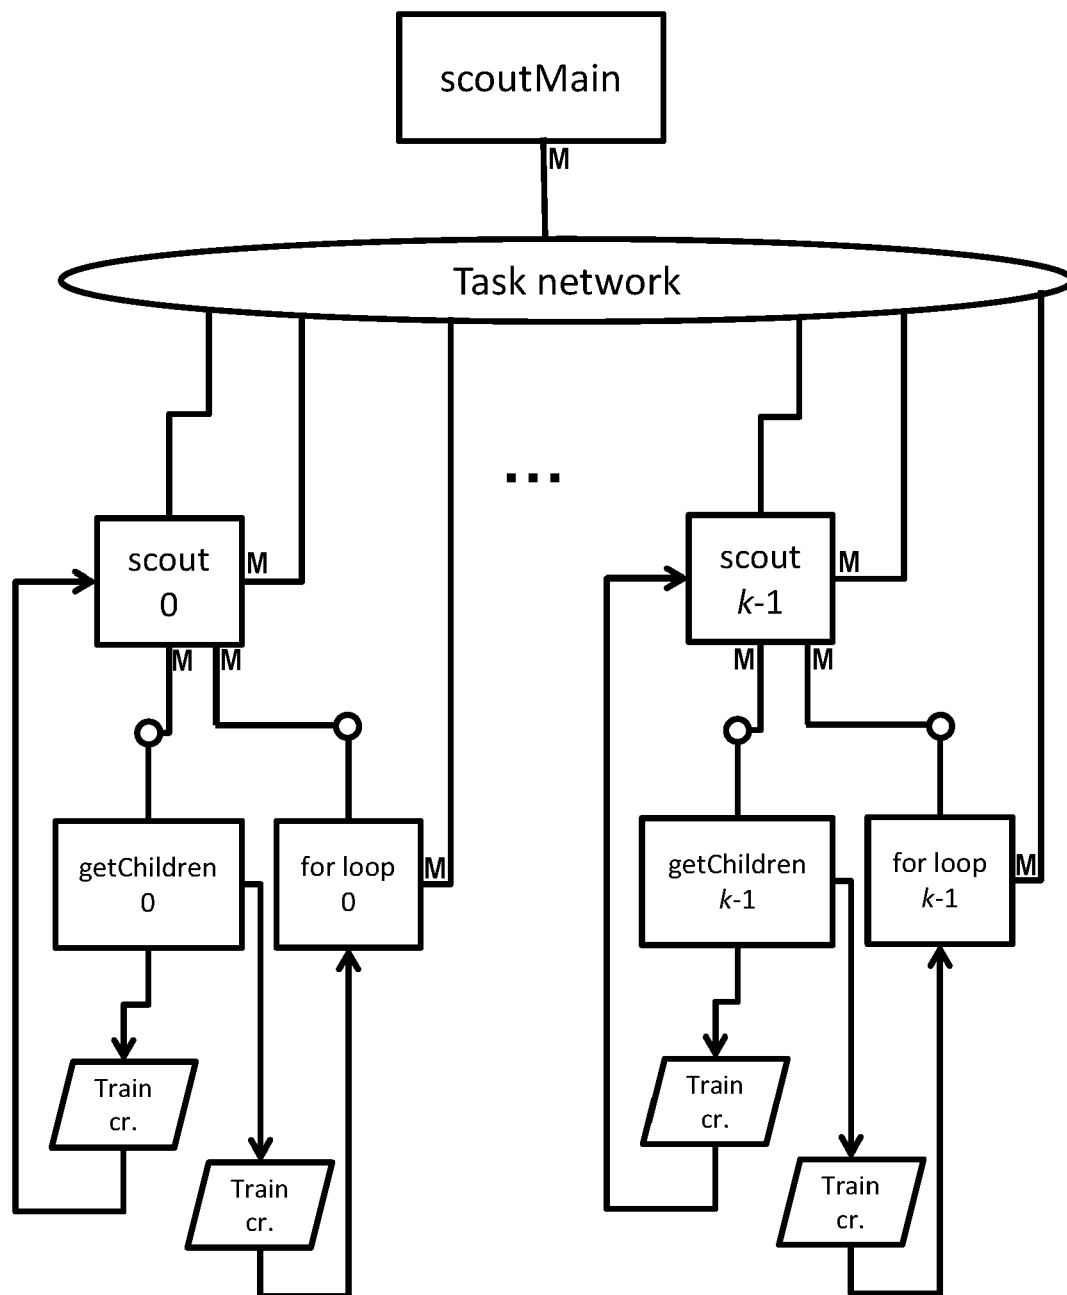 scoutMain
M
Task network
...
scout
0
M
M
M
scout
k-1
M
M
M
getChildren
0
for loop
0
M
getChildren
k-1
for loop
k-1
M
Train
cr.
Train
cr.
Train
cr.
Train
cr.